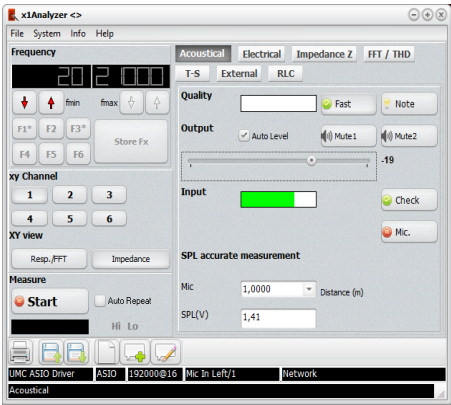 x1Analyzer <>
File System Info Help
Frequency
20 2 000
fmin fmax
F1* F2 F3*
F4 F5 F6
Store Fx
xy Channel
1 2 3
4 5 6
XY view
Resp./FFT Impedance
Measure
Start Auto Repeat
Hi Lo
Acoustical Electrical Impedance Z FFT / THD
T-S External RLC
Quality Fast Note
Output Auto Level Mute1 Mute2
-19
Input Check
Mic.
SPL accurate measurement
Mic 1,0000 Distance (m)
SPL(V) 1,41
UMC ASIO Driver ASIO 192000@16 Mic In Left/1 Network
Acoustical